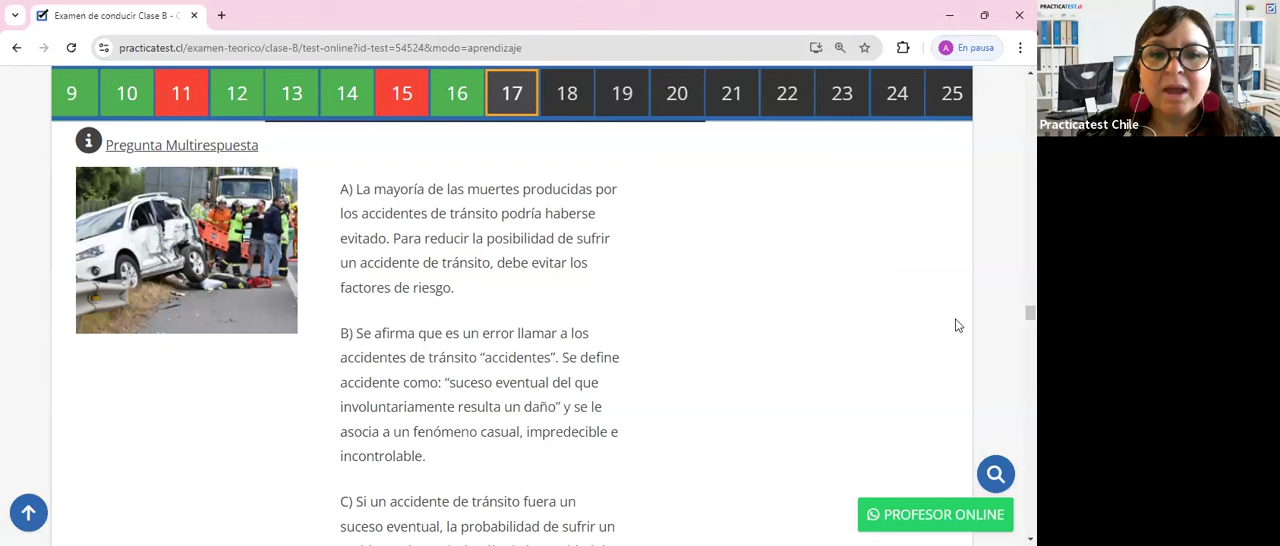 Examen de conducir Clase B - C
practicatest.cl/examen-teorico/clase-B/test-online?id-test=54524&modo=aprendizaje
A
En pausa
PRACTICATEST.cl
Practicatest Chile
9 10 11 12 13 14 15 16 17 18 19 20 21 22 23 24 25
Pregunta Multirespuesta
A) La mayoría de las muertes producidas por
los accidentes de tránsito podría haberse
evitado. Para reducir la posibilidad de sufrir
un accidente de tránsito, debe evitar los
factores de riesgo.
B) Se afirma que es un error llamar a los
accidentes de tránsito “accidentes”. Se define
accidente como: “suceso eventual del que
involuntariamente resulta un daño” y se le
asocia a un fenómeno casual, impredecible e
incontrolable.
C) Si un accidente de tránsito fuera un
suceso eventual, la probabilidad de sufrir un
PROFESOR ONLINE